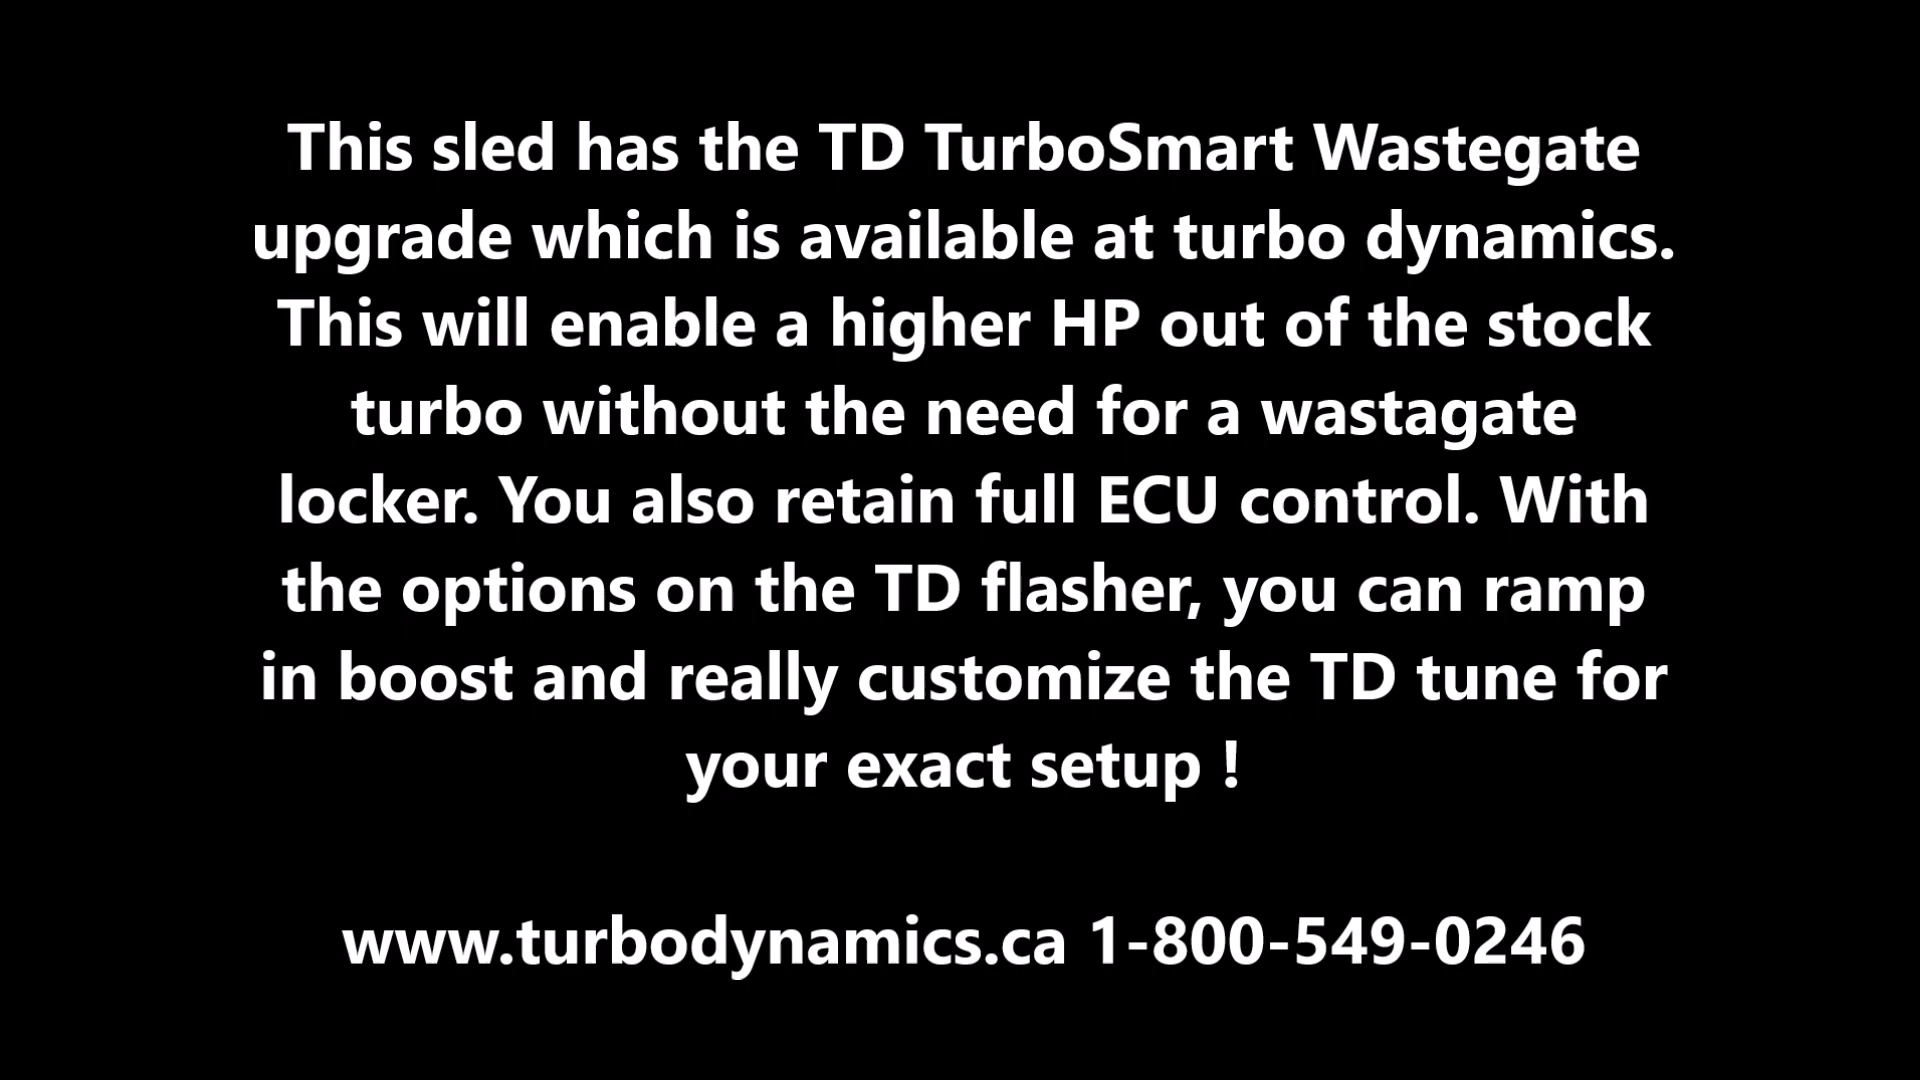 This sled has the TD TurboSmart Wastegate
upgrade which is available at turbo dynamics.
This will enable a higher HP out of the stock
turbo without the need for a wastagate
locker. You also retain full ECU control. With
the options on the TD flasher, you can ramp
in boost and really customize the TD tune for
your exact setup !
www.turbodynamics.ca 1-800-549-0246